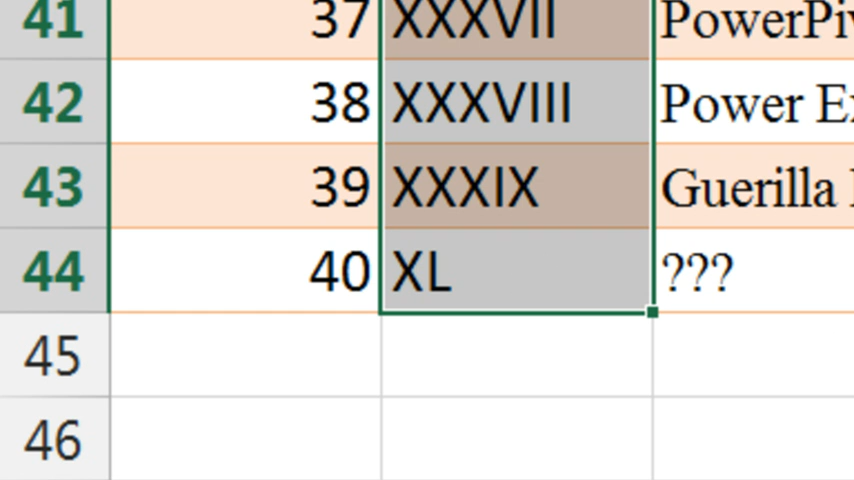 41 37 XXXVII
42 38 XXXVIII Power
43 39 XXXIX Guerilla
44 40 XL ???
45
46